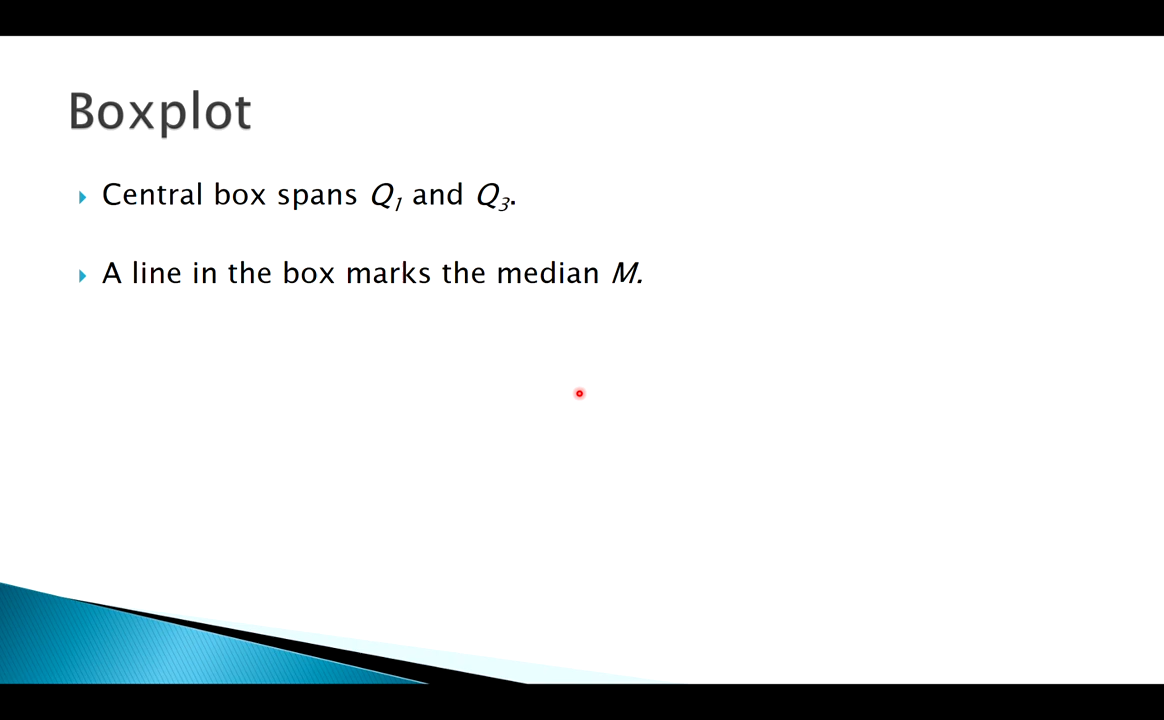 Boxplot
Central box spans Q₁ and Q₃.
A line in the box marks the median M.